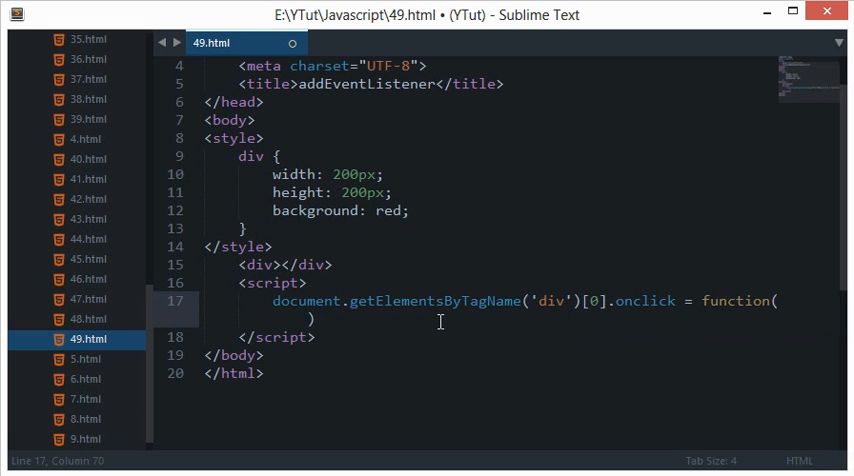 E:\YTut\Javascript\49.html • (YTut) - Sublime Text
35.html
36.html
37.html
38.html
39.html
4.html
40.html
41.html
42.html
43.html
44.html
45.html
46.html
47.html
48.html
49.html
5.html
6.html
7.html
8.html
9.html
49.html
4 <meta charset="UTF-8">
5 <title>addEventListener</title>
6 </head>
7 <body>
8 <style>
9 div {
10 width: 200px;
11 height: 200px;
12 background: red;
13 }
14 </style>
15 <div></div>
16 <script>
17 document.getElementsByTagName('div')[0].onclick = function(
)
18 </script>
19 </body>
20 </html>
Line 17, Column 70
Tab Size: 4
HTML